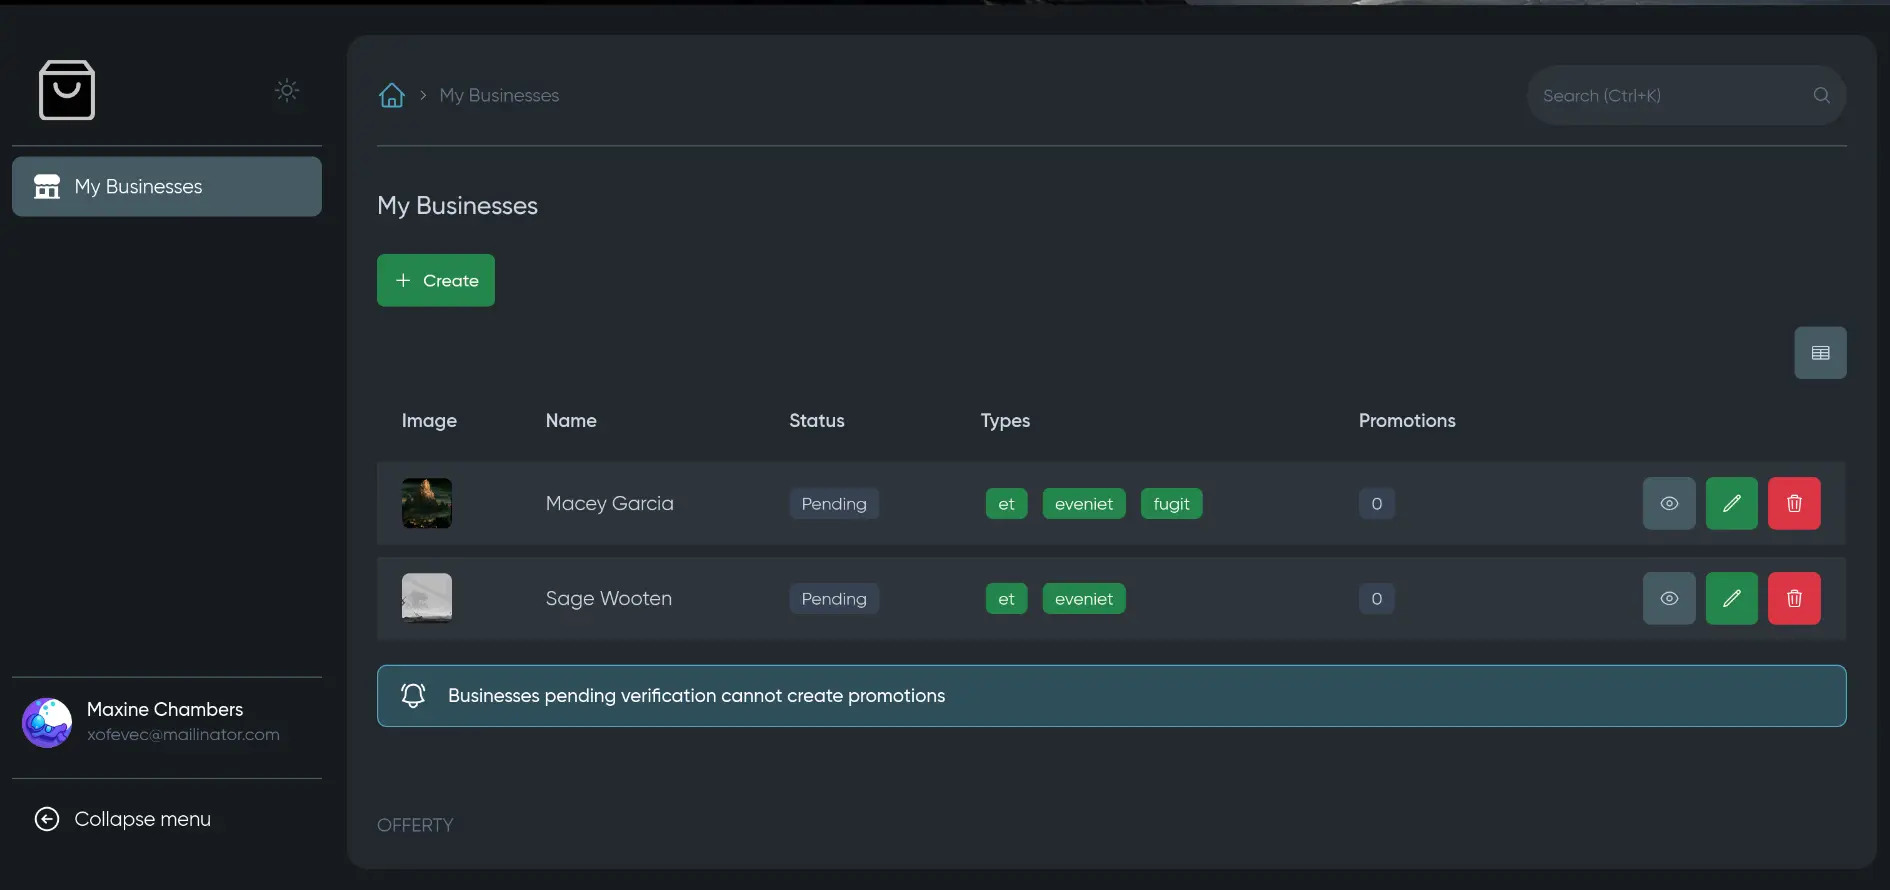 My Businesses
Search (Ctrl+K)
My Businesses
My Businesses
+ Create
Image Name Status Types Promotions
Macey Garcia Pending et eveniet fugit 0
Sage Wooten Pending et eveniet 0
Businesses pending verification cannot create promotions
Maxine Chambers
xofevec@mailinator.com
Collapse menu
OFFERTY